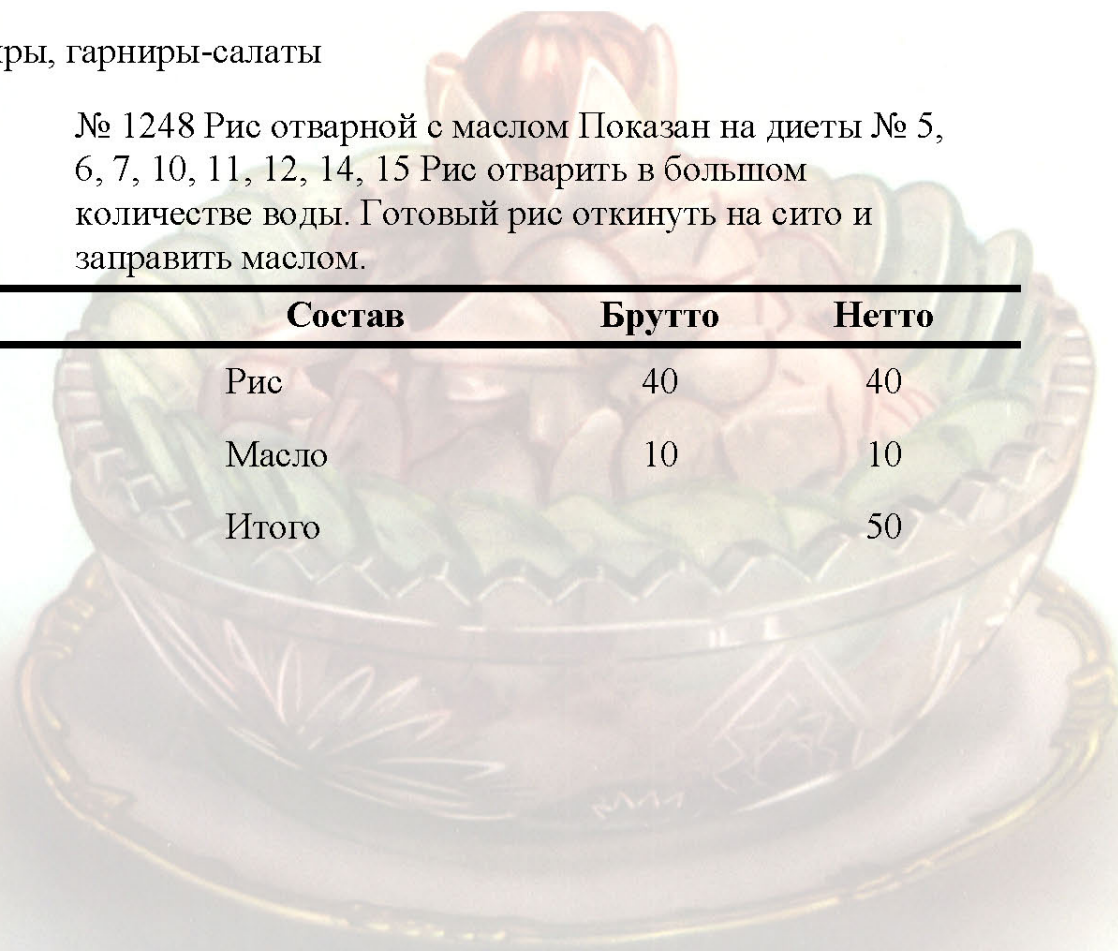 ры, гарниры-салаты
№ 1248 Рис отварной с маслом Показан на диеты № 5,
6, 7, 10, 11, 12, 14, 15 Рис отварить в большом
количестве воды. Готовый рис откинуть на сито и
заправить маслом.
Состав Брутто Нетто
Рис 40 40
Масло 10 10
Итого 50